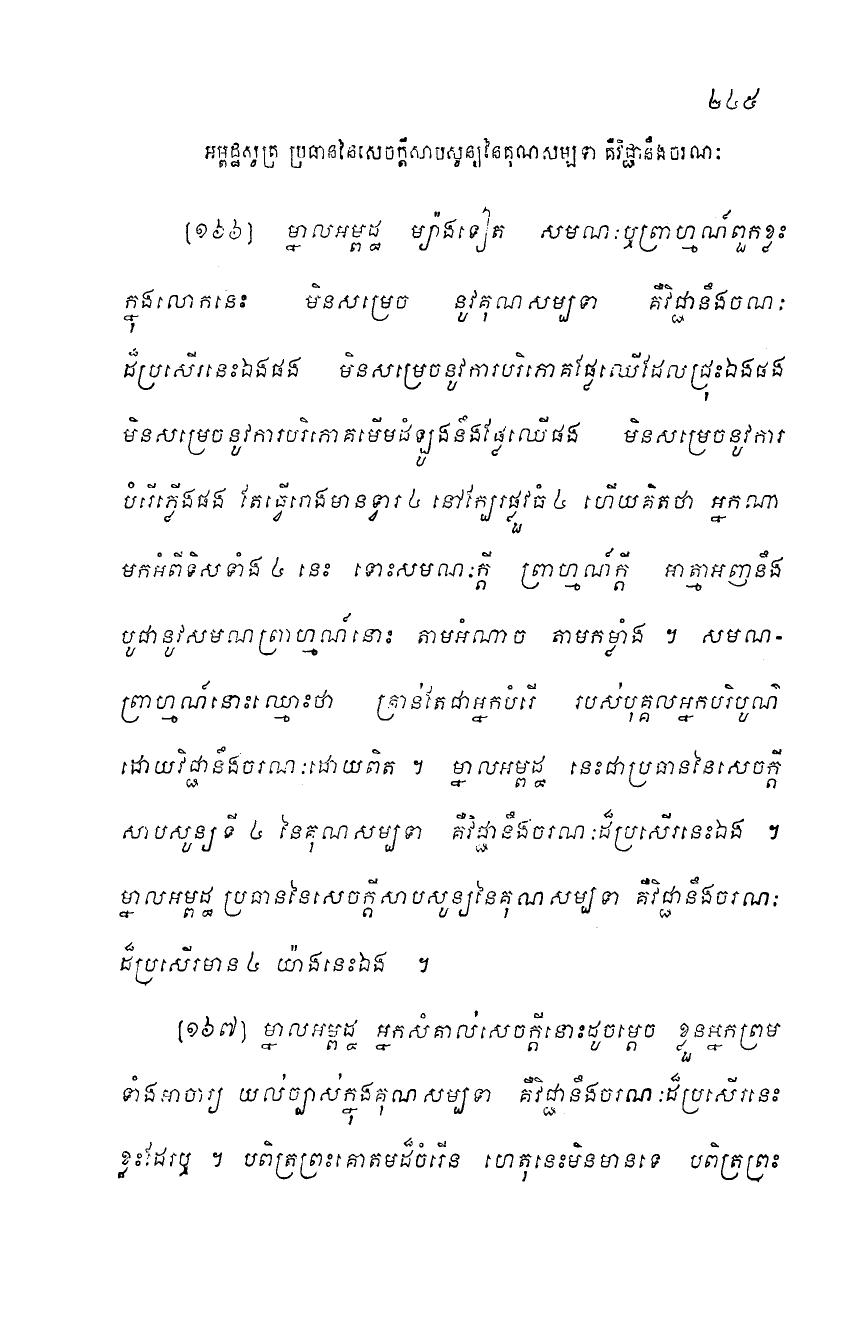 ២៤៥
អម្ពដ្ឋសូត្រ ប្រធាននៃសេចក្តីសាបសូន្យនៃគុណសម្បទា គឺវិជ្ជានឹងចរណៈ
[១៦៦] ម្នាលអម្ពដ្ឋ ម្យ៉ាងទៀត សមណៈឬព្រាហ្មណ៍ពួកខ្លះ
ក្នុងលោកនេះ មិនសម្រេច នូវគុណសម្បទា គឺវិជ្ជានឹងចណៈ
ដ៏ប្រសើរនេះឯងផង មិនសម្រេចនូវការបរិភោគផ្លែឈើដែលជ្រុះឯងផង
មិនសម្រេចនូវការបរិភោគមើមដំឡូងនឹងផ្លែឈើផង មិនសម្រេចនូវការ
បំរើភ្លើងផង តែធ្វើរោងមានទ្វារ ៤ នៅក្បែរផ្លូវធំ ៤ ហើយគិតថា អ្នកណា
មកអំពីទិសទាំង ៤ នេះ ទោះសមណៈក្តី ព្រាហ្មណ៍ក្តី អាត្មាអញនឹង
បូជានូវសមណព្រាហ្មណ៍នោះ តាមអំណាច តាមកម្លាំង ។ សមណ-
ព្រាហ្មណ៍នោះឈ្មោះថា គ្រាន់តែជាអ្នកបំរើ របស់បុគ្គលអ្នកបរិបូណ៌
ដោយវិជ្ជានឹងចរណៈដោយពិត ។ ម្នាលអម្ពដ្ឋ នេះជាប្រធាននៃសេចក្តី
សាបសូន្យទី ៤ នៃគុណសម្បទា គឺវិជ្ជានឹងចរណៈដ៏ប្រសើរនេះឯង ។
ម្នាលអម្ពដ្ឋ ប្រធាននៃសេចក្តីសាបសូន្យនៃគុណសម្បទា គឺវិជ្ជានឹងចរណៈ
ដ៏ប្រសើរមាន ៤ យ៉ាងនេះឯង ។
[១៦៧] ម្នាលអម្ពដ្ឋ អ្នកសំគាល់សេចក្តីនោះដូចម្តេច ខ្លួនអ្នកព្រម
ទាំងអាចារ្យ យល់ច្បាស់ក្នុងគុណសម្បទា គឺវិជ្ជានឹងចរណៈដ៏ប្រសើរនេះ
ខ្លះដែរឬ ។ បពិត្រព្រះគោតមដ៏ចំរើន ហេតុនេះមិនមានទេ បពិត្រព្រះ